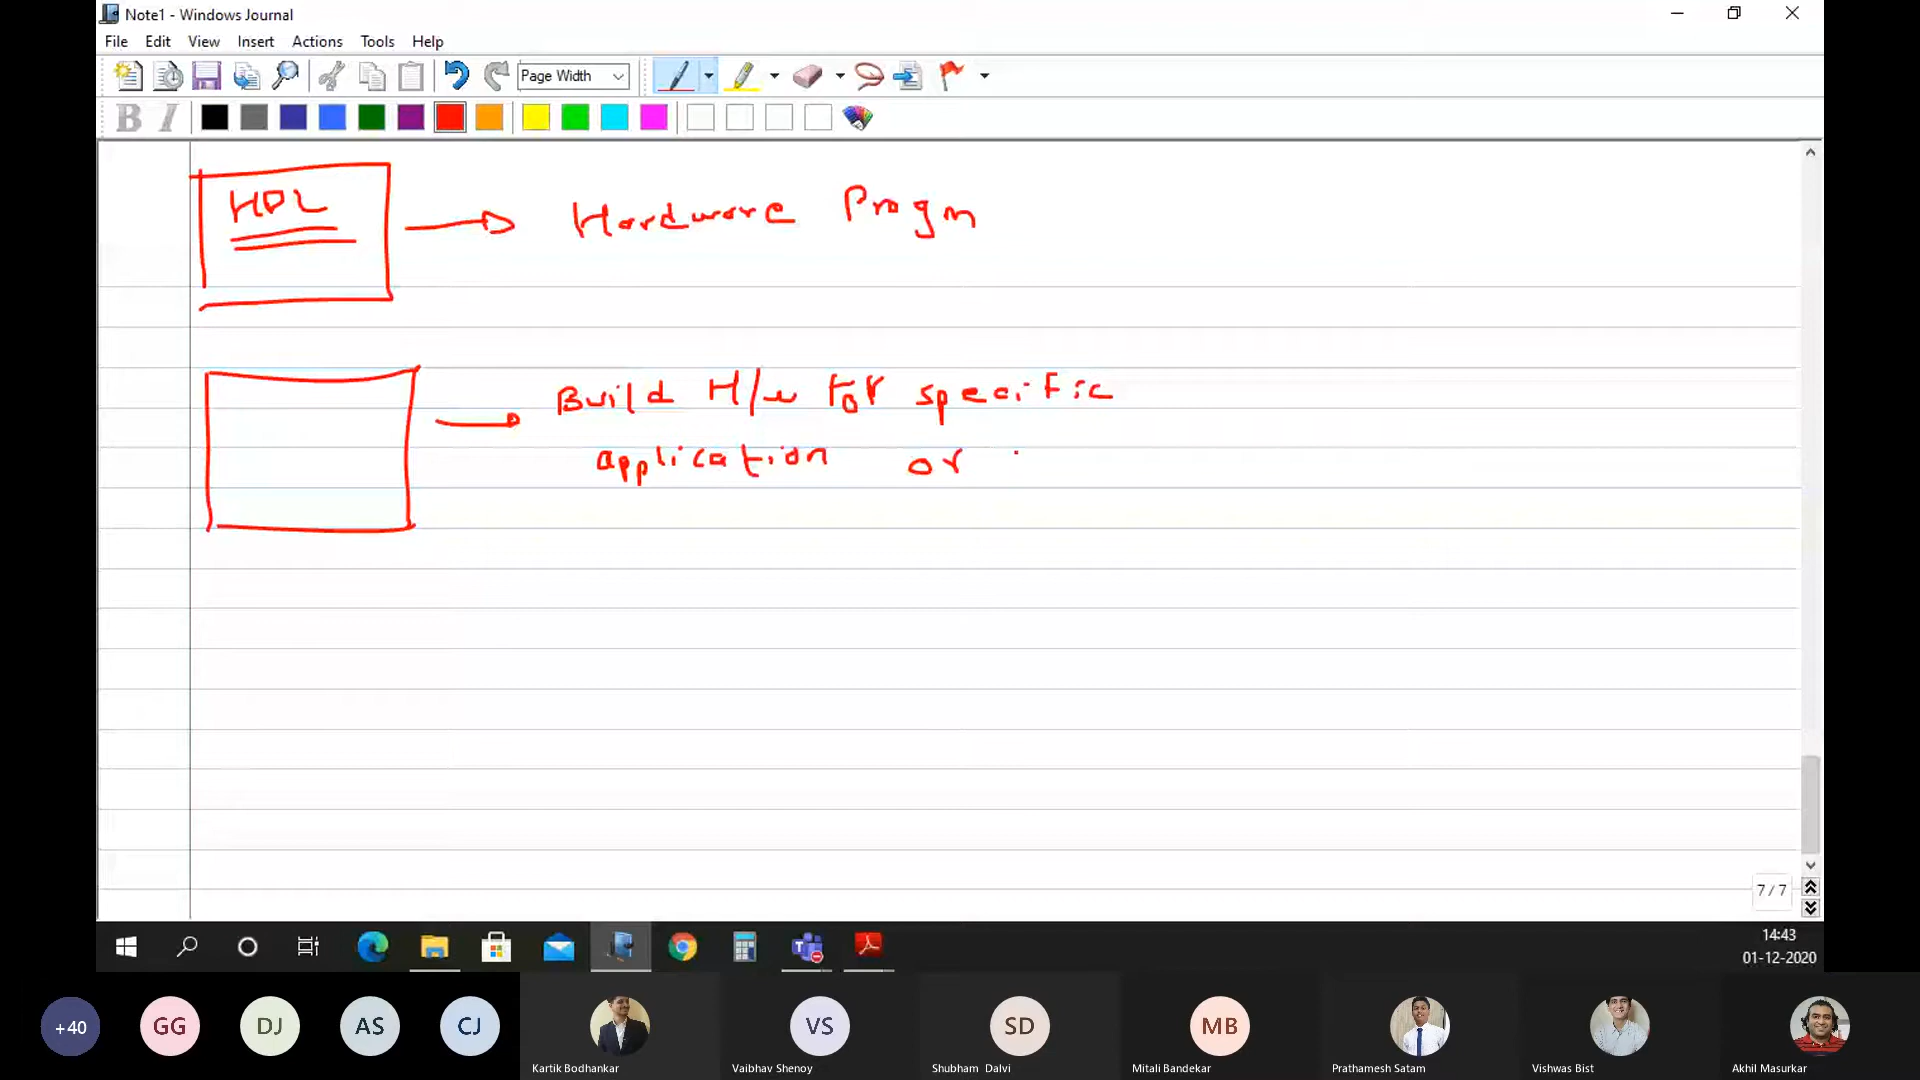 Note1 - Windows Journal
File Edit View Insert Actions Tools Help
Page Width
B I
HDL
Hardware Progm
Build H/w for specific
application or
7 / 7
14:43
01-12-2020
+40 GG DJ AS CJ VS SD MB
Kartik Bodhankar Vaibhav Shenoy Shubham Dalvi Mitali Bandekar Prathamesh Satam Vishwas Bist Akhil Masurkar